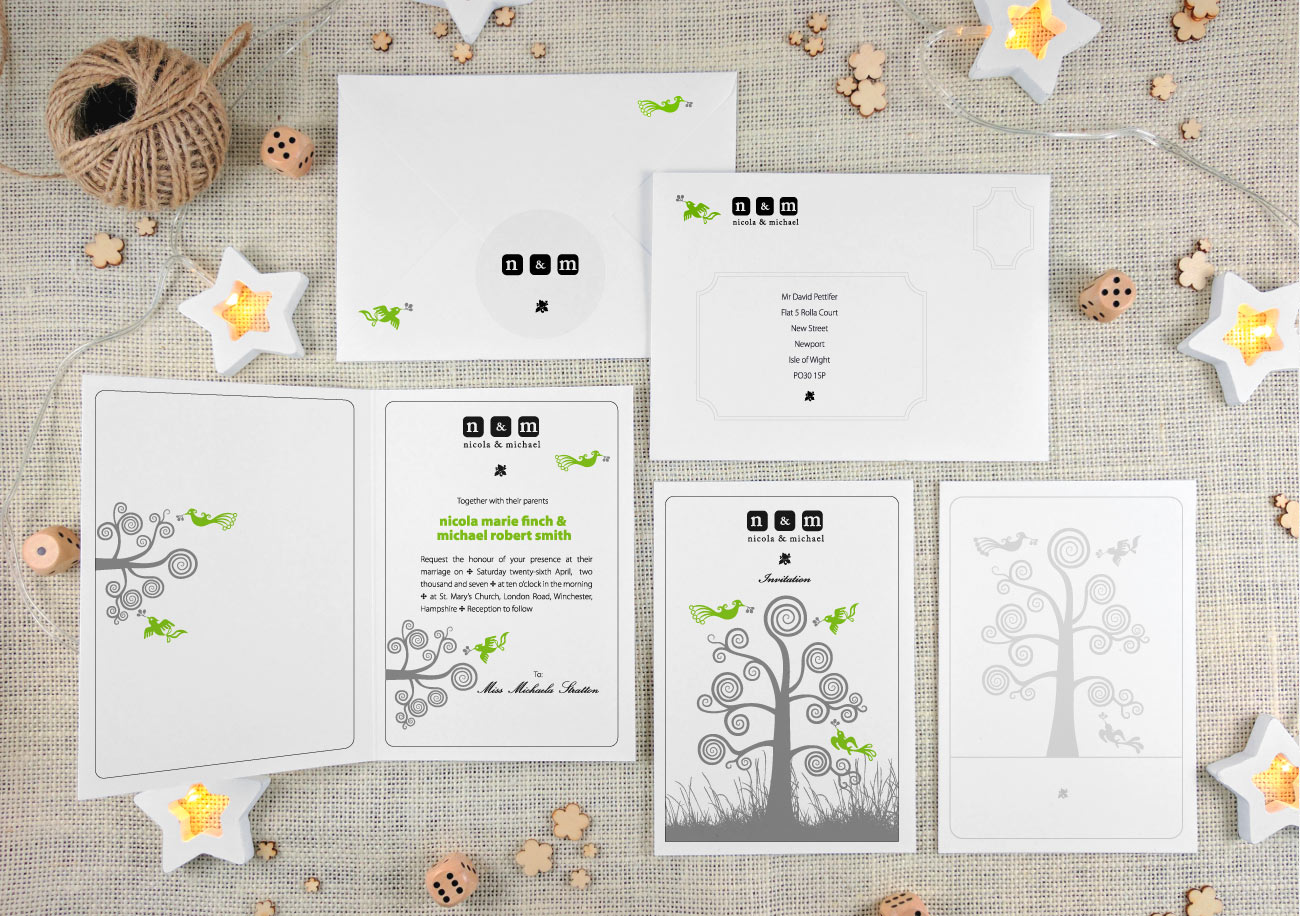 n & m
n & m
nicola & michael
Mr David Pettifer
Flat 5 Rolla Court
New Street
Newport
Isle of Wight
PO30 1SP
n & m
nicola & michael
Together with their parents
nicola marie finch &
michael robert smith
Request the honour of your presence at their
marriage on ✢ Saturday twenty-sixth April, two
thousand and seven ✢ at ten o'clock in the morning
✢ at St. Mary's Church, London Road, Winchester,
Hampshire ✢ Reception to follow
To:
Miss Michaela Stratton
n & m
nicola & michael
Invitation